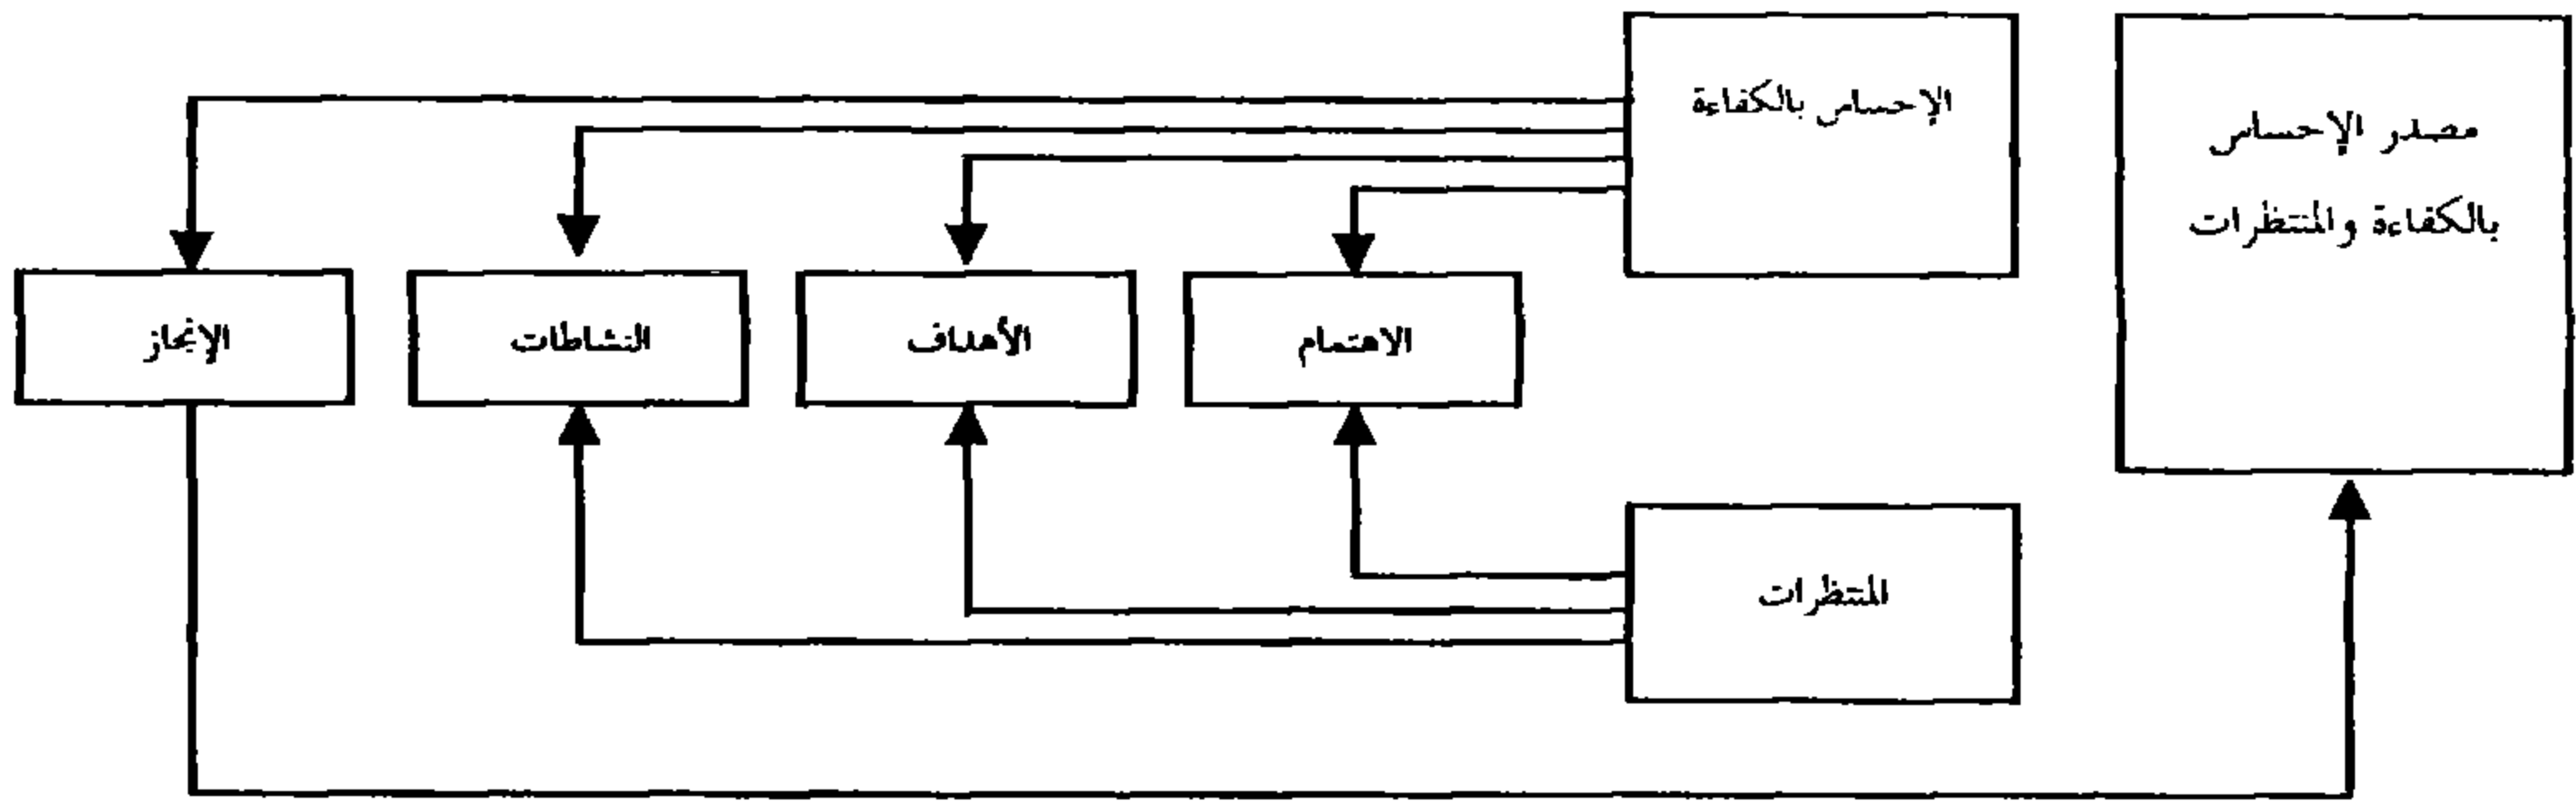 مصدر الإحساس
بالكفاءة والمنتظرات
الإحساس بالكفاءة
الاهتمام
الأهداف
النشاطات
الإنجاز
المنتظرات